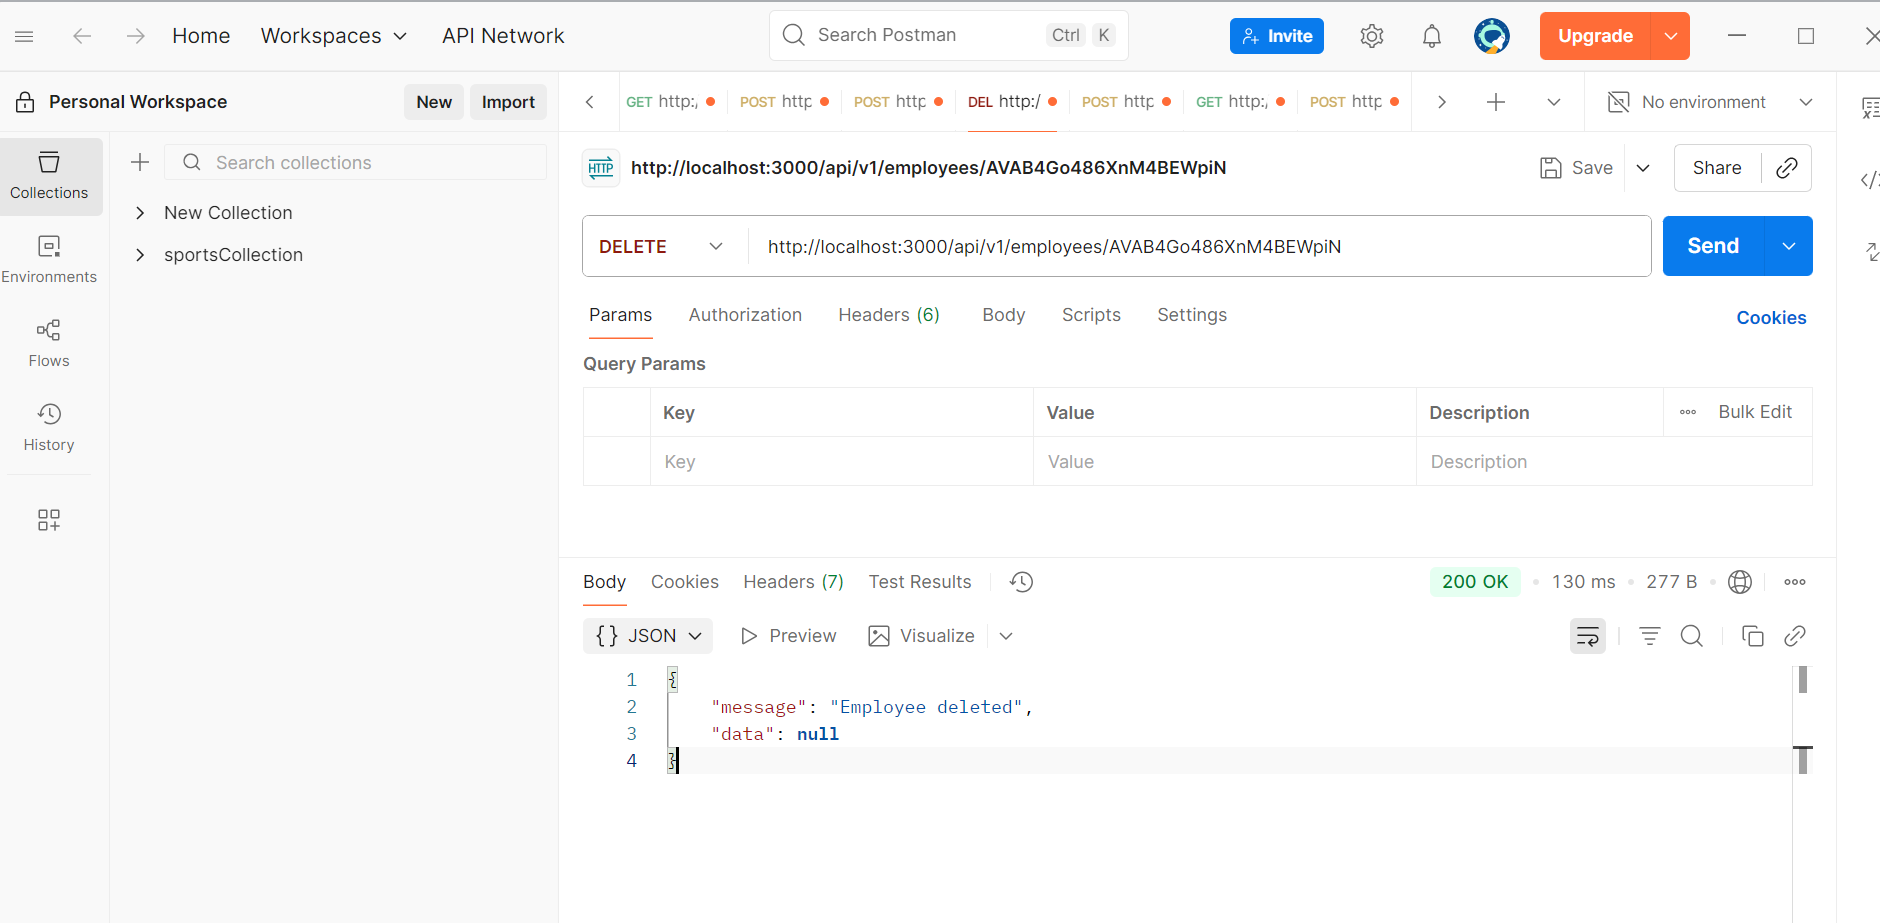 Home Workspaces API Network Search Postman Ctrl K Invite Upgrade
Personal Workspace New Import
GET http:/ POST http POST http DEL http:/ POST http GET http:/ POST http No environment
Collections
Environments
Flows
History
Search collections
New Collection
sportsCollection
HTTP http://localhost:3000/api/v1/employees/AVAB4Go486XnM4BEWpiN Save Share
DELETE http://localhost:3000/api/v1/employees/AVAB4Go486XnM4BEWpiN Send
Params Authorization Headers (6) Body Scripts Settings Cookies
Query Params
Key Value Description Bulk Edit
Key Value Description
Body Cookies Headers (7) Test Results 200 OK 130 ms 277 B
{} JSON Preview Visualize
1 {
2 "message": "Employee deleted",
3 "data": null
4 }